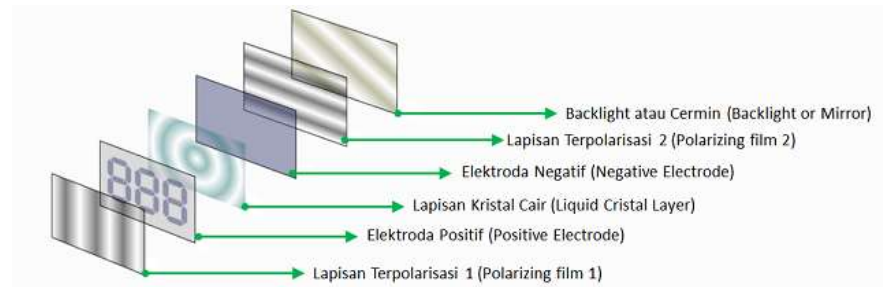 Backlight atau Cermin (Backlight or Mirror)
Lapisan Terpolarisasi 2 (Polarizing film 2)
Elektroda Negatif (Negative Electrode)
Lapisan Kristal Cair (Liquid Cristal Layer)
888
Elektroda Positif (Positive Electrode)
Lapisan Terpolarisasi 1 (Polarizing film 1)